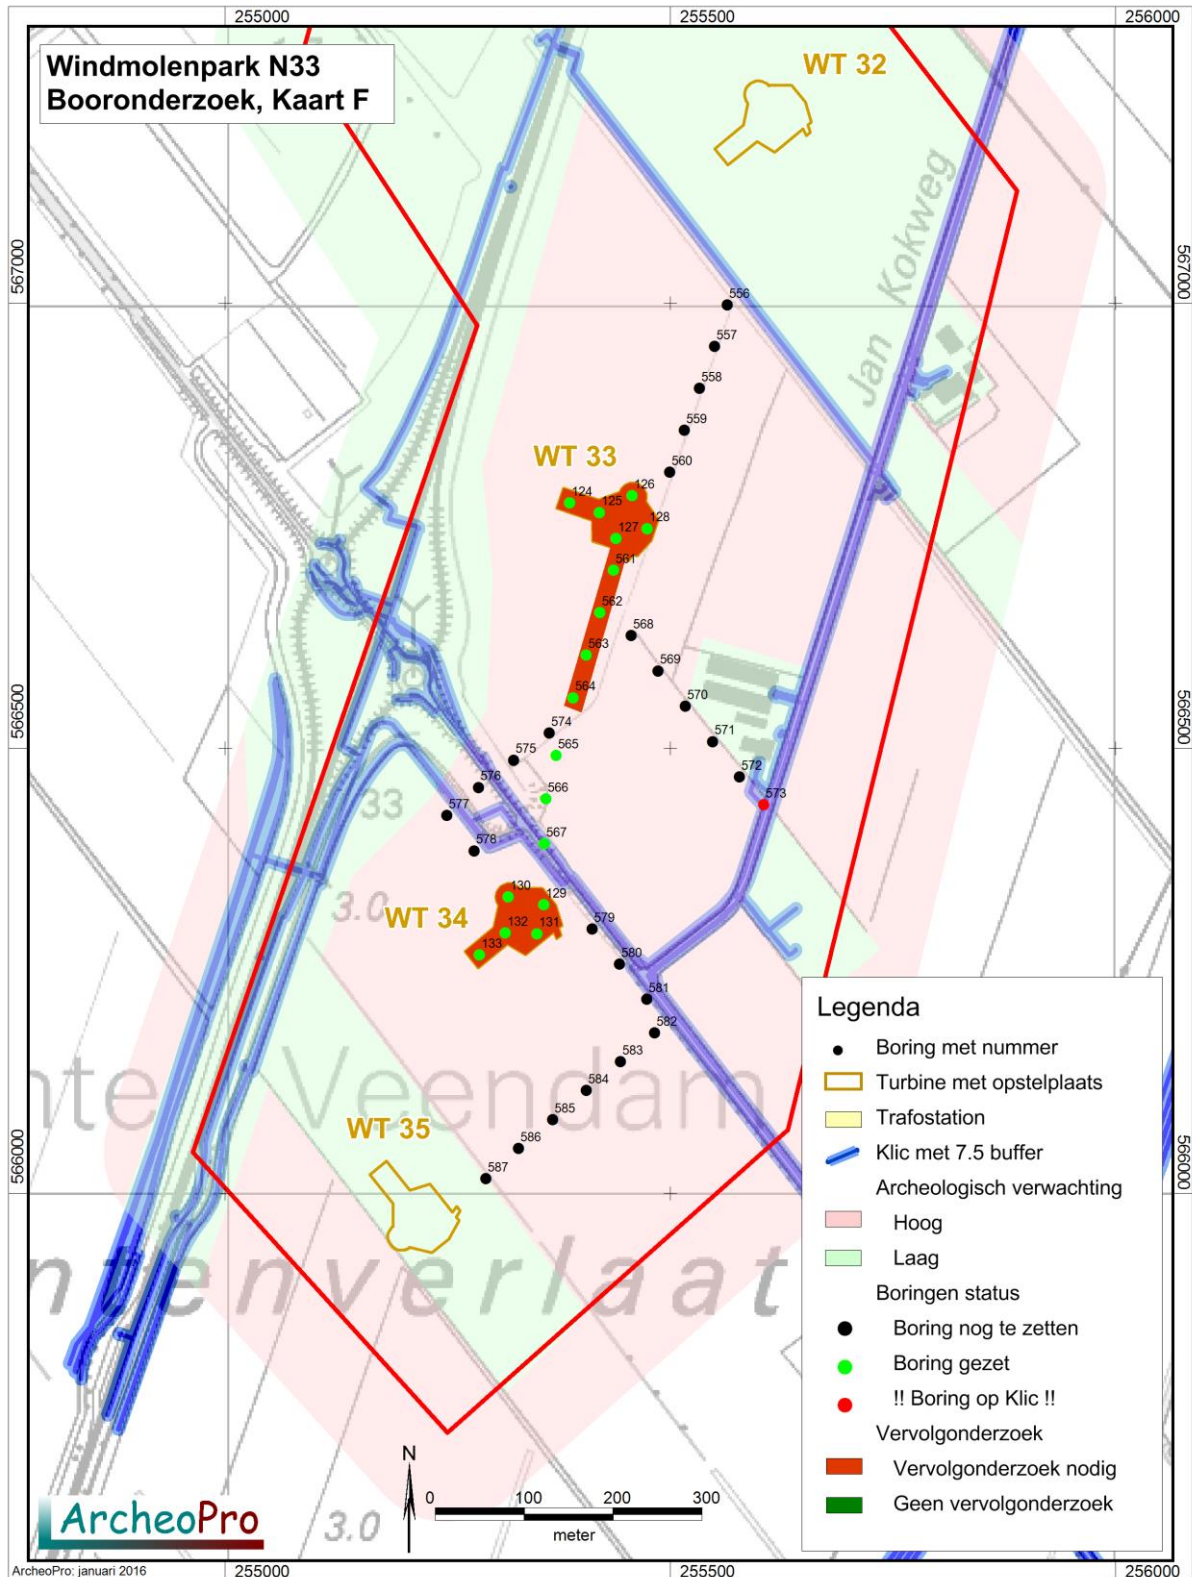 255000
255500
256000
Windmolenpark N33
Booronderzoek, Kaart F
WT 32
Jan Kokweg
567000
567000
556
557
558
559
560
WT 33
124
125
126
127
128
561
562
563
564
568
569
570
571
572
573
566500
566500
574
575
576
577
578
565
566
567
33
3.0
WT 34
130
129
132
131
133
579
580
581
582
583
584
585
586
587
nte Veendam
WT 35
566000
566000
ntenverlaat
3.0
Legenda
Boring met nummer
Turbine met opstelplaats
Trafostation
Klic met 7.5 buffer
Archeologisch verwachting
Hoog
Laag
Boringen status
Boring nog te zetten
Boring gezet
!! Boring op Klic !!
Vervolgonderzoek
Vervolgonderzoek nodig
Geen vervolgonderzoek
N
0 100 200 300
meter
ArcheoPro
ArcheoPro: januari 2016
255000
255500
256000